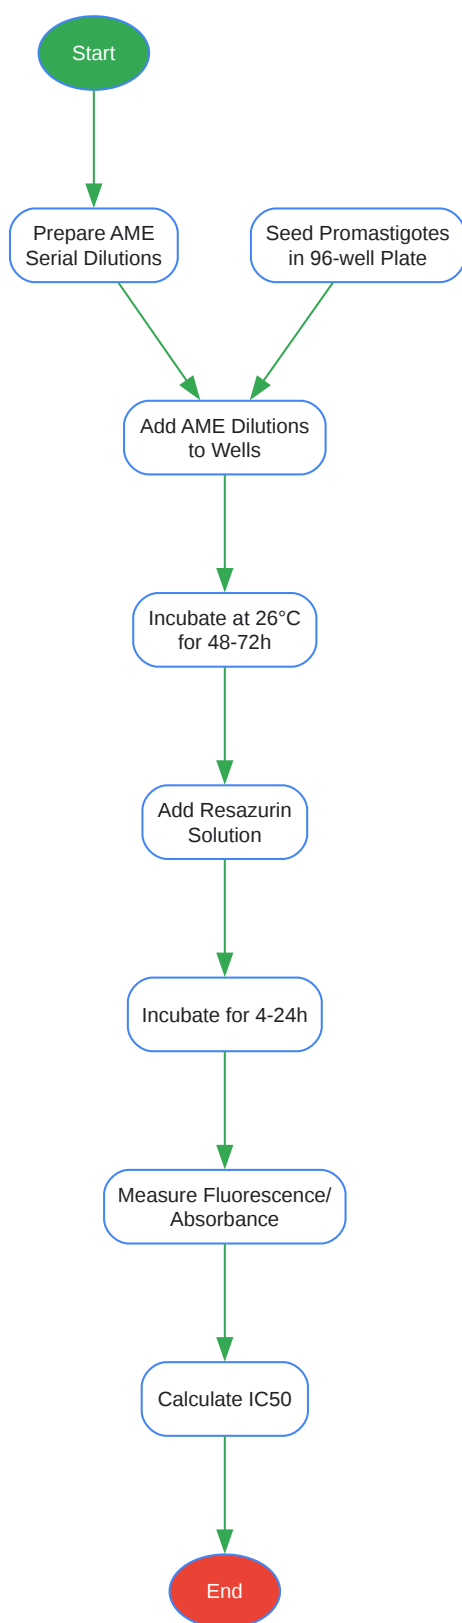 Start
Prepare AME
Serial Dilutions
Seed Promastigotes
in 96-well Plate
Add AME Dilutions
to Wells
Incubate at 26°C
for 48-72h
Add Resazurin
Solution
Incubate for 4-24h
Measure Fluorescence/
Absorbance
Calculate IC50
End